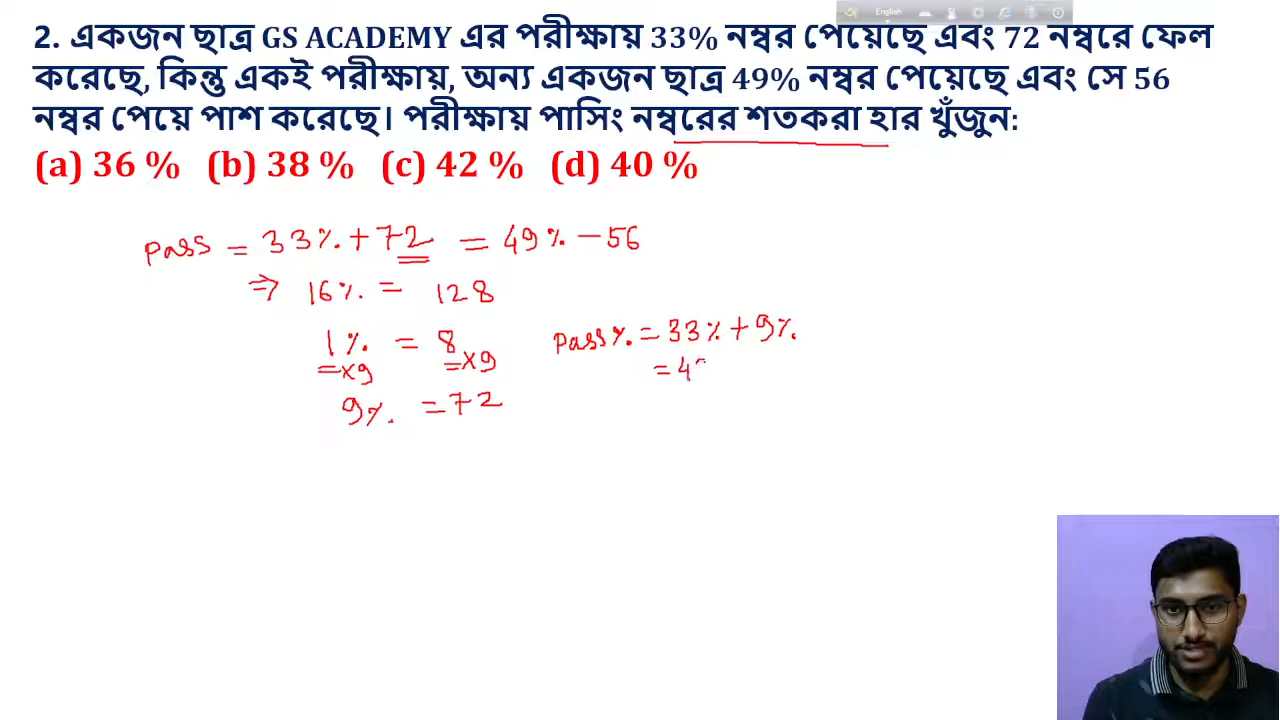 English
2. একজন ছাত্র GS ACADEMY এর পরীক্ষায় 33% নম্বর পেয়েছে এবং 72 নম্বরে ফেল
করেছে, কিন্তু একই পরীক্ষায়, অন্য একজন ছাত্র 49% নম্বর পেয়েছে এবং সে 56
নম্বর পেয়ে পাশ করেছে। পরীক্ষায় পাসিং নম্বরের শতকরা হার খুঁজুন:
(a) 36 % (b) 38 % (c) 42 % (d) 40 %
Pass = 33% + 72 = 49% - 56
⇒ 16% = 128
1% = 8
×9 ×9
9% = 72
Pass% = 33% + 9%
= 4